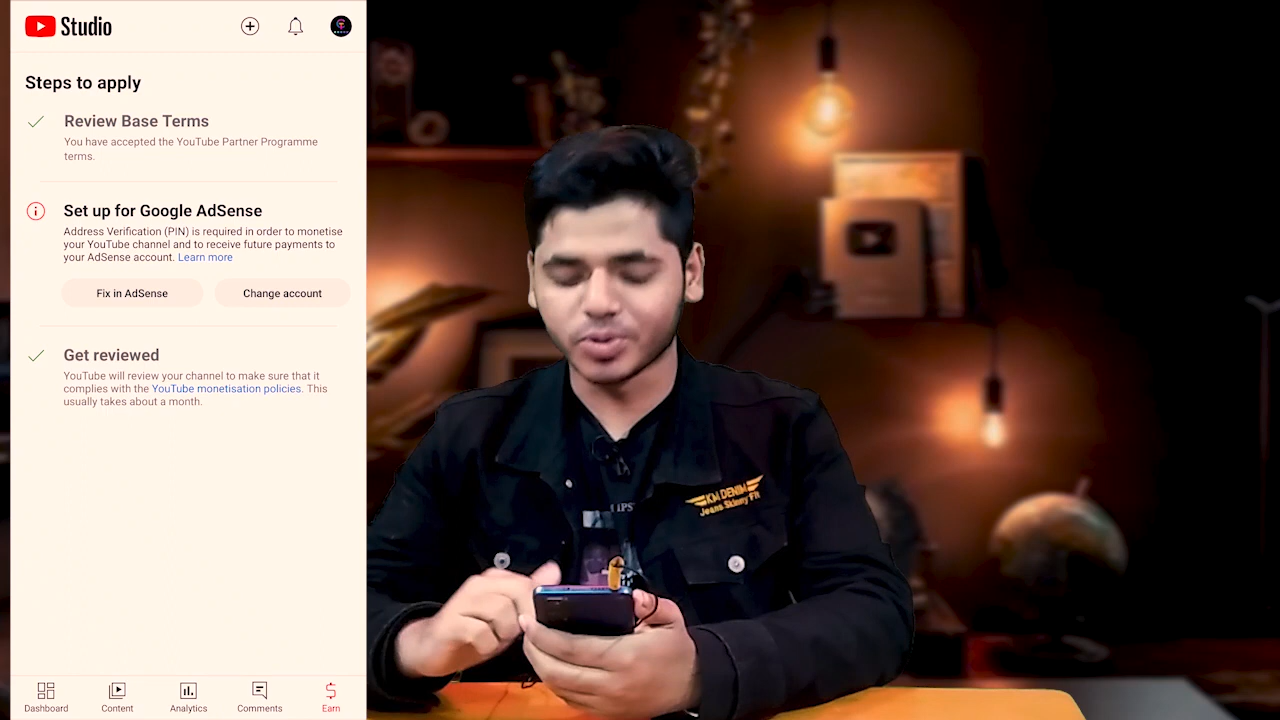 Studio
Steps to apply
Review Base Terms
You have accepted the YouTube Partner Programme
terms.
Set up for Google AdSense
Address Verification (PIN) is required in order to monetise
your YouTube channel and to receive future payments to
your AdSense account. Learn more
Fix in AdSense
Change account
Get reviewed
YouTube will review your channel to make sure that it
complies with the YouTube monetisation policies. This
usually takes about a month.
Dashboard
Content
Analytics
Comments
Earn
KM DENIM
Jeans Skinny Fit